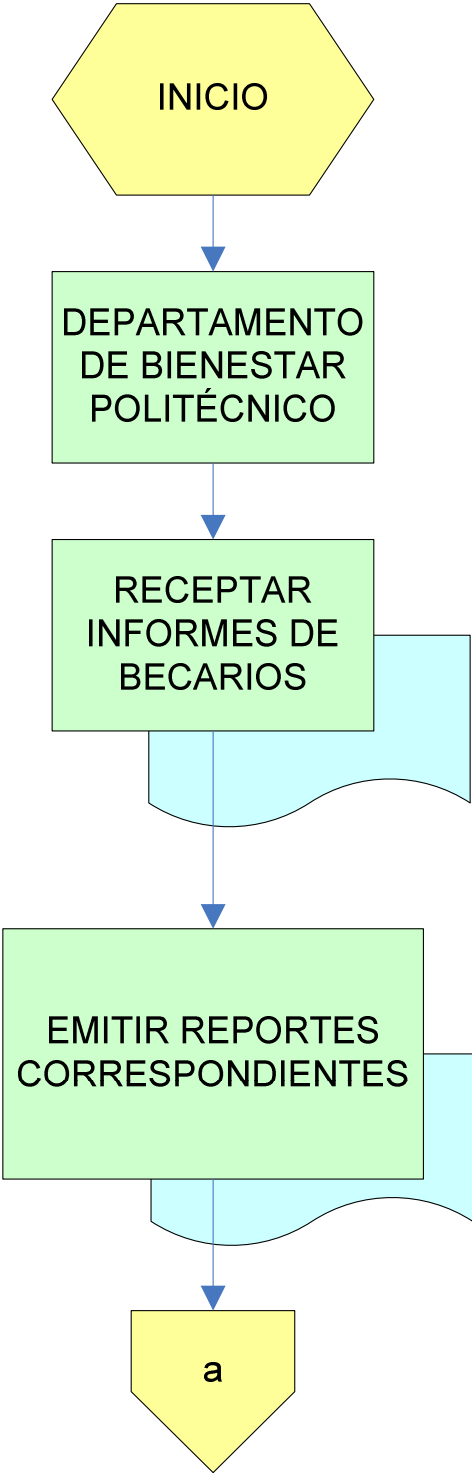 INICIO
DEPARTAMENTO
DE BIENESTAR
POLITÉCNICO
RECEPTAR
INFORMES DE
BECARIOS
EMITIR REPORTES
CORRESPONDIENTES
a